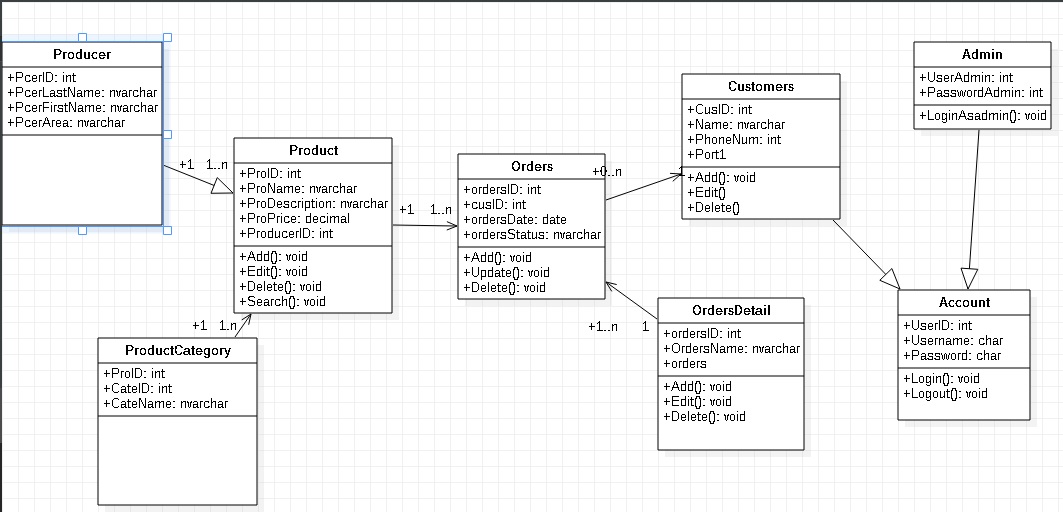 Producer
+PcerID: int
+PcerLastName: nvarchar
+PcerFirstName: nvarchar
+PcerArea: nvarchar
+1 1..n
Product
+ProID: int
+ProName: nvarchar
+ProDescription: nvarchar
+ProPrice: decimal
+ProducerID: int
+Add(): void
+Edit(): void
+Delete(): void
+Search(): void
+1 1..n
ProductCategory
+ProID: int
+CateID: int
+CateName: nvarchar
+1 1..n
Orders
+ordersID: int
+cusID: int
+ordersDate: date
+ordersStatus: nvarchar
+Add(): void
+Update(): void
+Delete(): void
+0..n 1
Customers
+CusID: int
+Name: nvarchar
+PhoneNum: int
+Port1
+Add(): void
+Edit()
+Delete()
+1..n 1
OrdersDetail
+ordersID: int
+OrdersName: nvarchar
+orders
+Add(): void
+Edit(): void
+Delete(): void
Admin
+UserAdmin: int
+PasswordAdmin: int
+LoginAsadmin(): void
Account
+UserID: int
+Username: char
+Password: char
+Login(): void
+Logout(): void